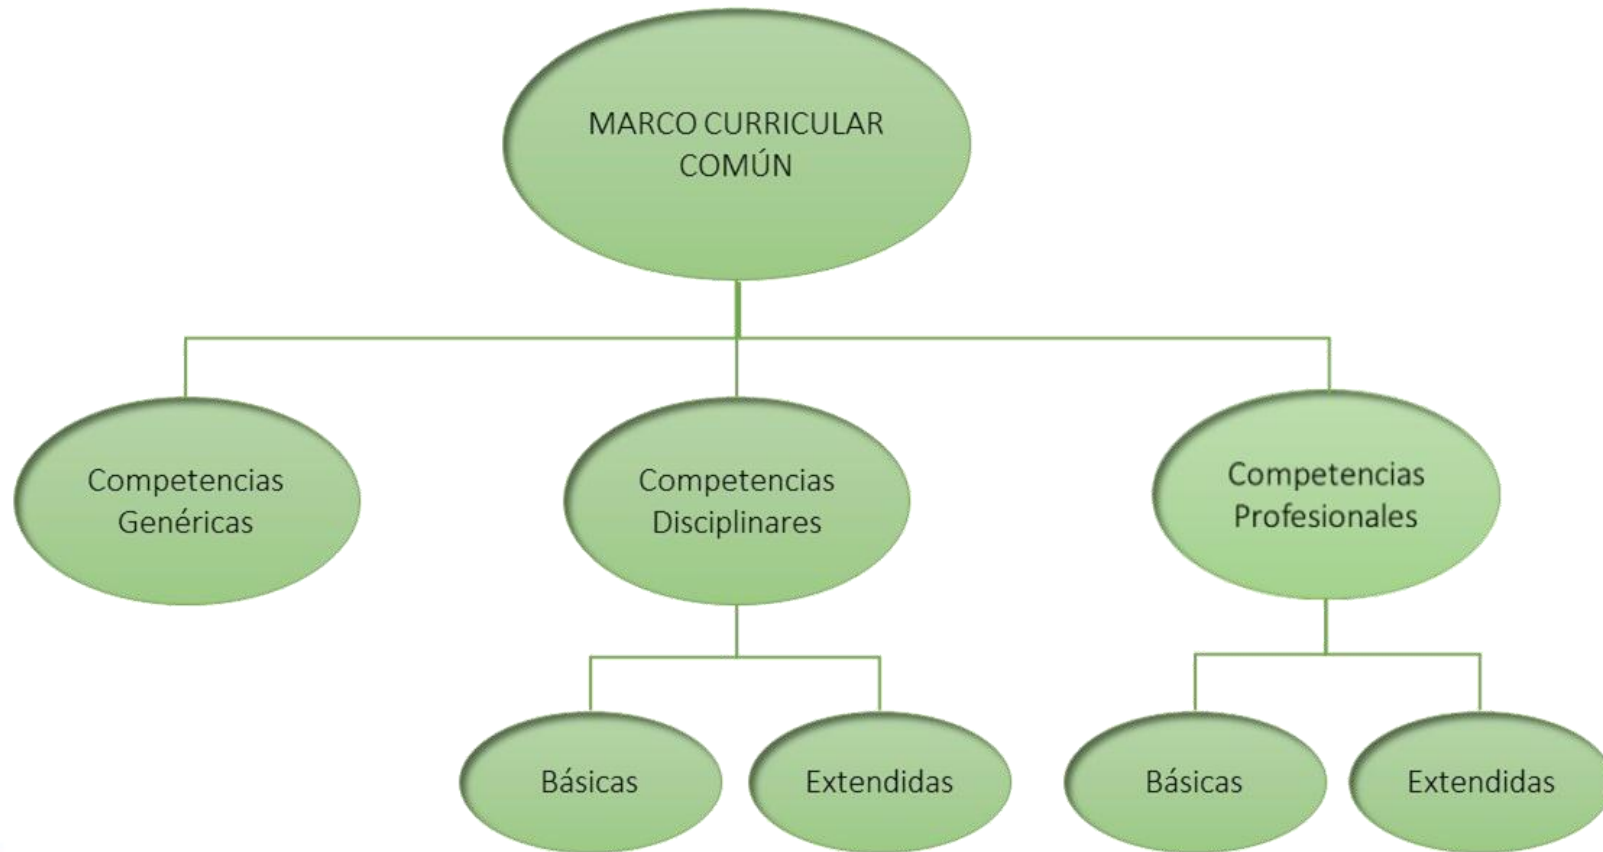 MARCO CURRICULAR
COMÚN
Competencias
Genéricas
Competencias
Disciplinares
Competencias
Profesionales
Básicas
Extendidas
Básicas
Extendidas